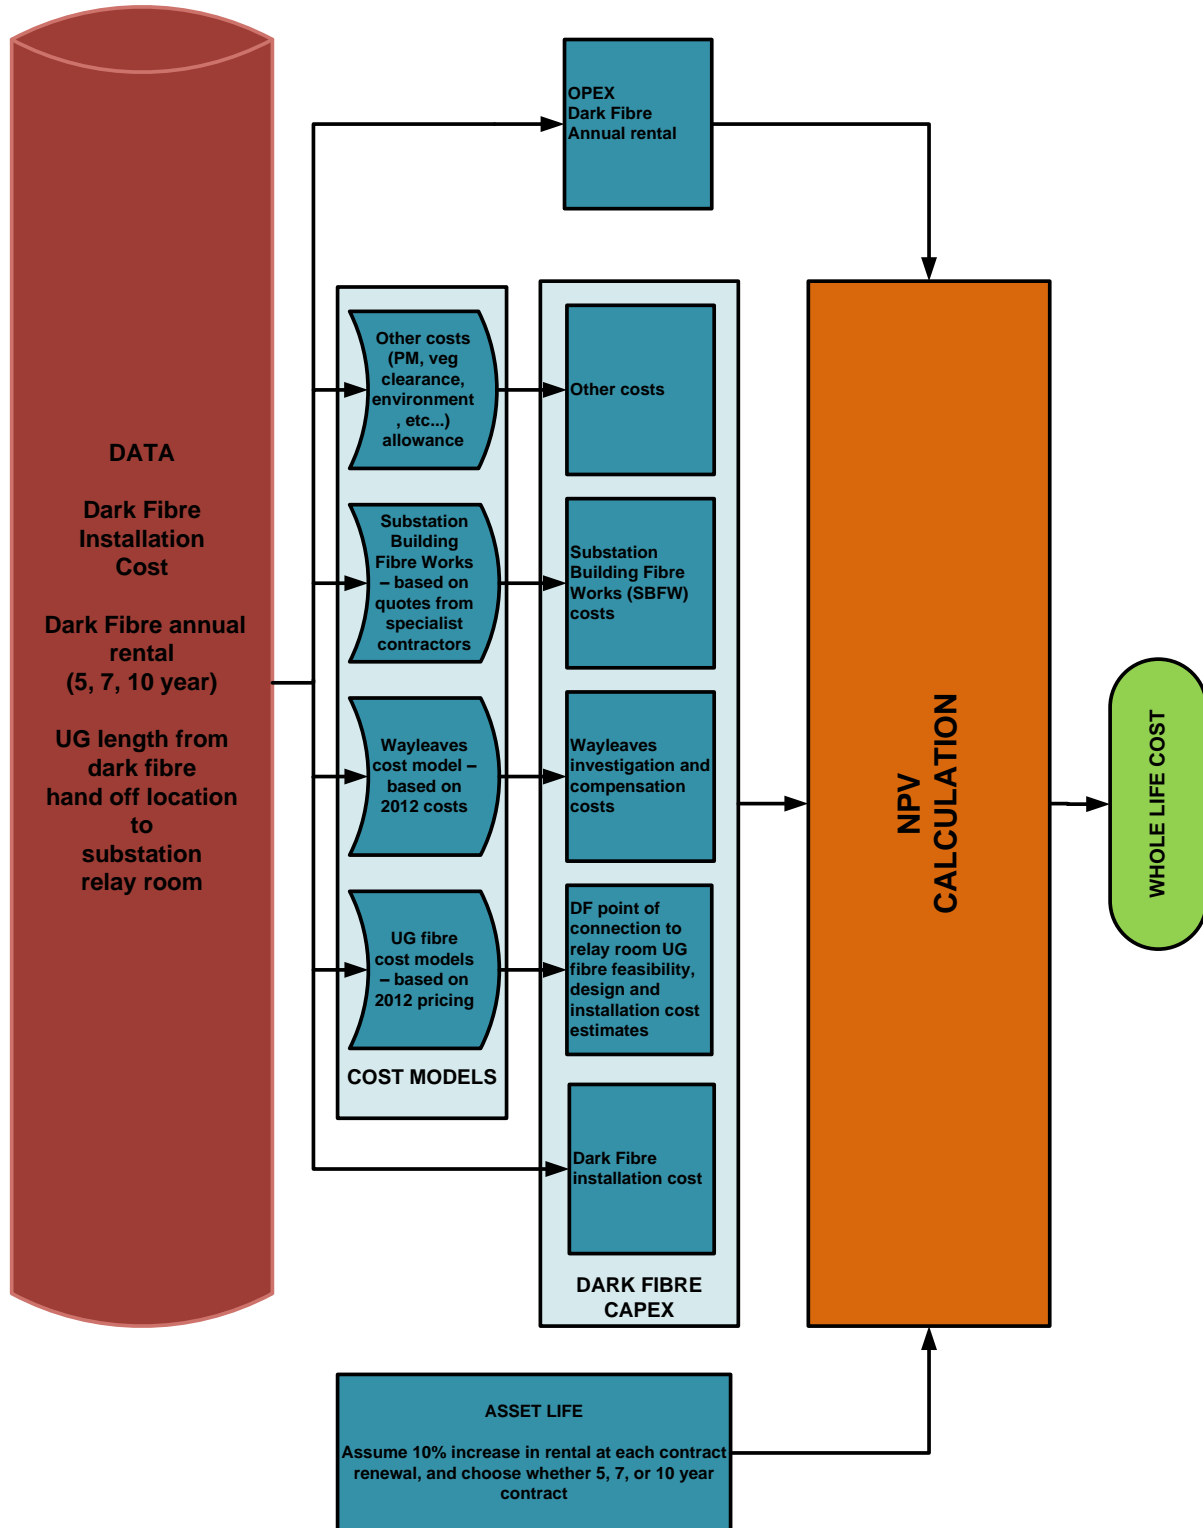 DATA
Dark Fibre
Installation
Cost
Dark Fibre annual
rental
(5, 7, 10 year)
UG length from
dark fibre
hand off location
to
substation
relay room
OPEX
Dark Fibre
Annual rental
Other costs
(PM, veg
clearance,
environment
, etc...)
allowance
Substation
Building
Fibre Works
– based on
quotes from
specialist
contractors
Wayleaves
cost model –
based on
2012 costs
UG fibre
cost models
– based on
2012 pricing
COST MODELS
Other costs
Substation
Building Fibre
Works (SBFW)
costs
Wayleaves
investigation and
compensation
costs
DF point of
connection to
relay room UG
fibre feasibility,
design and
installation cost
estimates
Dark Fibre
installation cost
DARK FIBRE
CAPEX
NPV
CALCULATION
WHOLE LIFE COST
ASSET LIFE
Assume 10% increase in rental at each contract
renewal, and choose whether 5, 7, or 10 year
contract